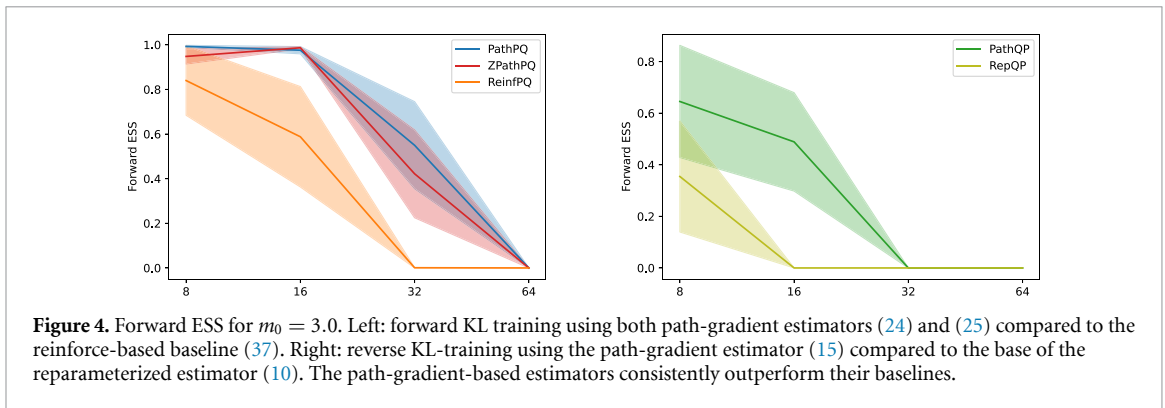 1.0
0.8
0.6
0.4
0.2
0.0
Forward ESS
8
16
32
64
PathPQ
ZPathPQ
ReinfPQ
0.8
0.6
0.4
0.2
0.0
Forward ESS
8
16
32
64
PathQP
RepQP
Figure 4. Forward ESS for m₀ = 3.0. Left: forward KL training using both path-gradient estimators (24) and (25) compared to the
reinforce-based baseline (37). Right: reverse KL-training using the path-gradient estimator (15) compared to the base of the
reparameterized estimator (10). The path-gradient-based estimators consistently outperform their baselines.